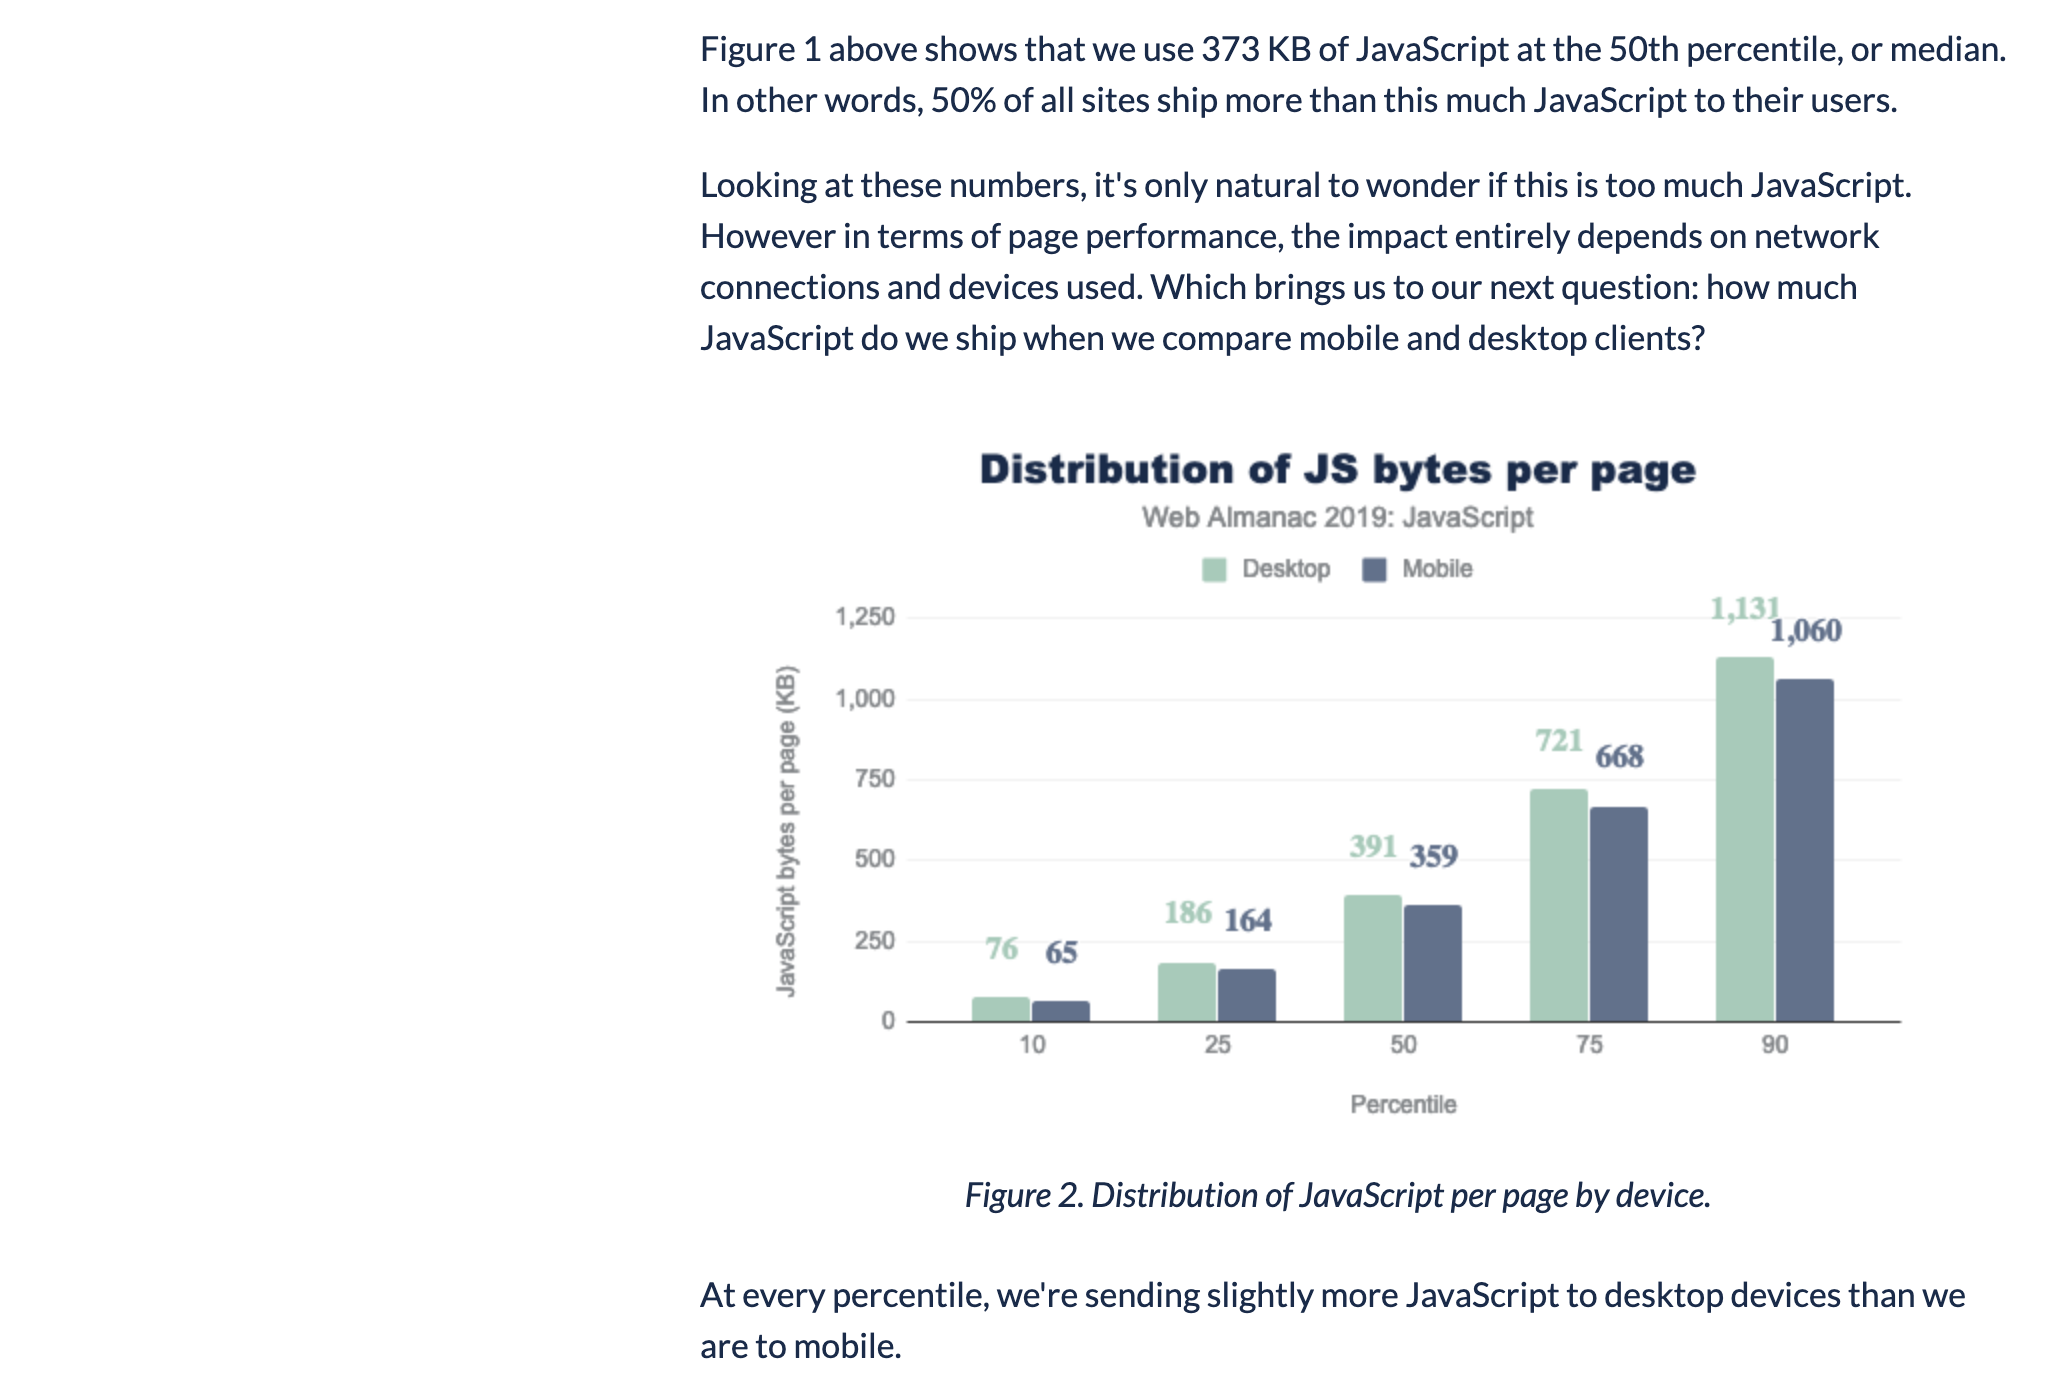 Figure 1 above shows that we use 373 KB of JavaScript at the 50th percentile, or median.
In other words, 50% of all sites ship more than this much JavaScript to their users.
Looking at these numbers, it's only natural to wonder if this is too much JavaScript.
However in terms of page performance, the impact entirely depends on network
connections and devices used. Which brings us to our next question: how much
JavaScript do we ship when we compare mobile and desktop clients?
Distribution of JS bytes per page
Web Almanac 2019: JavaScript
Desktop Mobile
JavaScript bytes per page (KB)
1,250
1,000
750
500
250
0
76 65
186 164
391 359
721 668
1,131 1,060
10 25 50 75 90
Percentile
Figure 2. Distribution of JavaScript per page by device.
At every percentile, we're sending slightly more JavaScript to desktop devices than we
are to mobile.